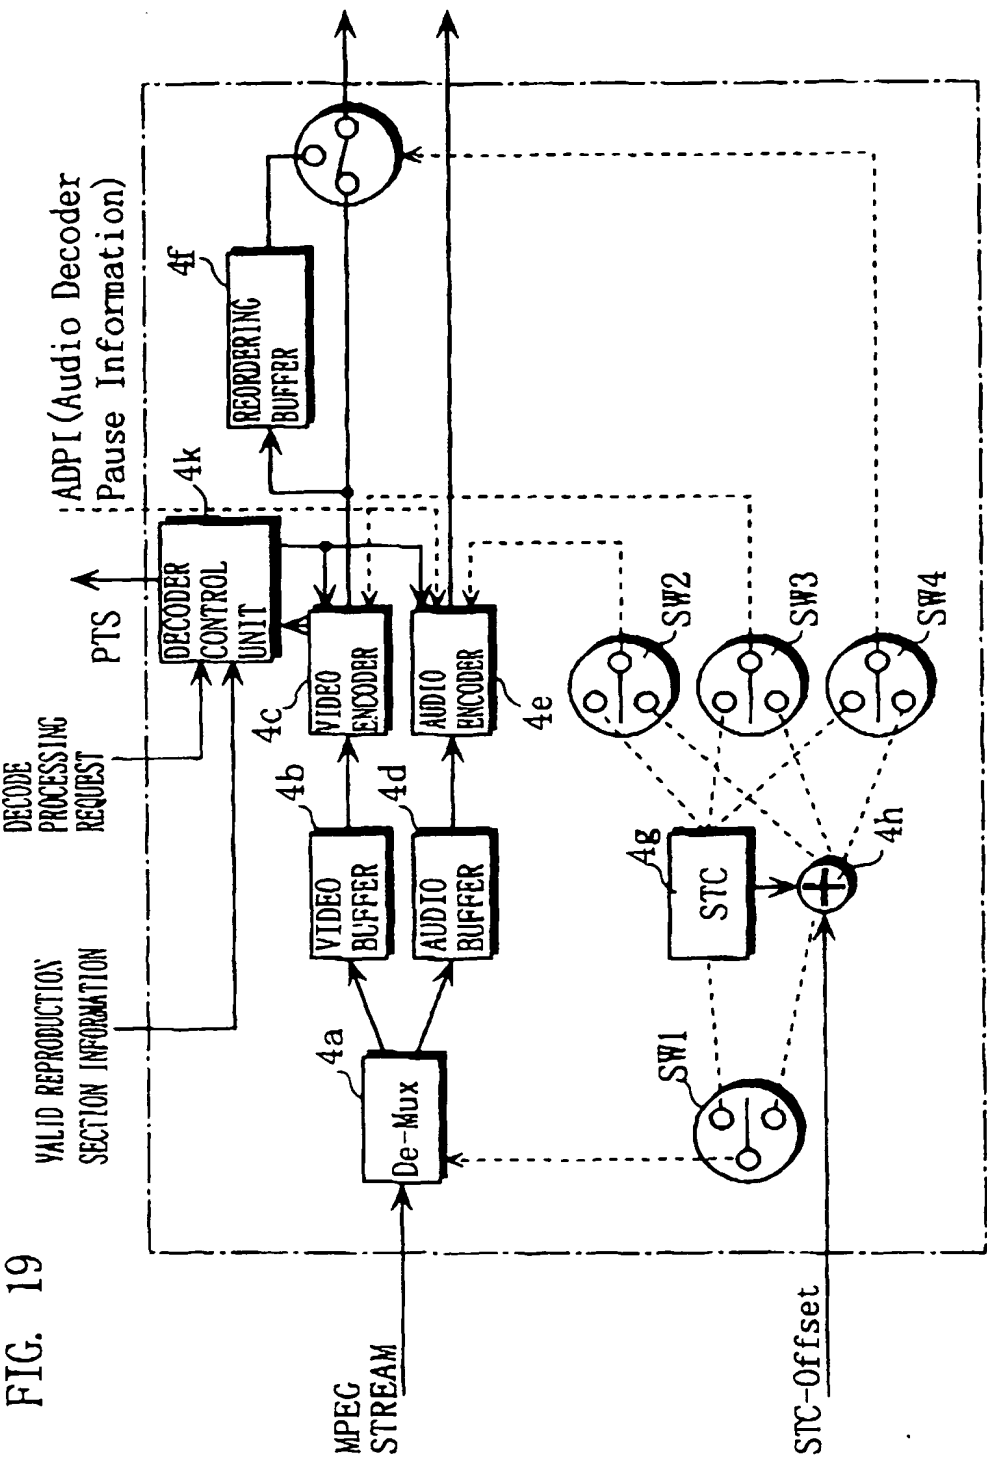 FIG. 19
VALID REPRODUCTION
SECTION INFORMATION
DECODE
PROCESSING
REQUEST
PTS
ADPI(Audio Decoder
Pause Information)
4k
DECODER
CONTROL
UNIT
4f
REORDERING
BUFFER
MPEG
STREAM
4a
De-Mux
4b
VIDEO
BUFFER
4c
VIDEO
ENCODER
4d
AUDIO
BUFFER
AUDIO
ENCODER
4e
SW1
4g
STC
4h
SW2
SW3
SW4
STC-Offset